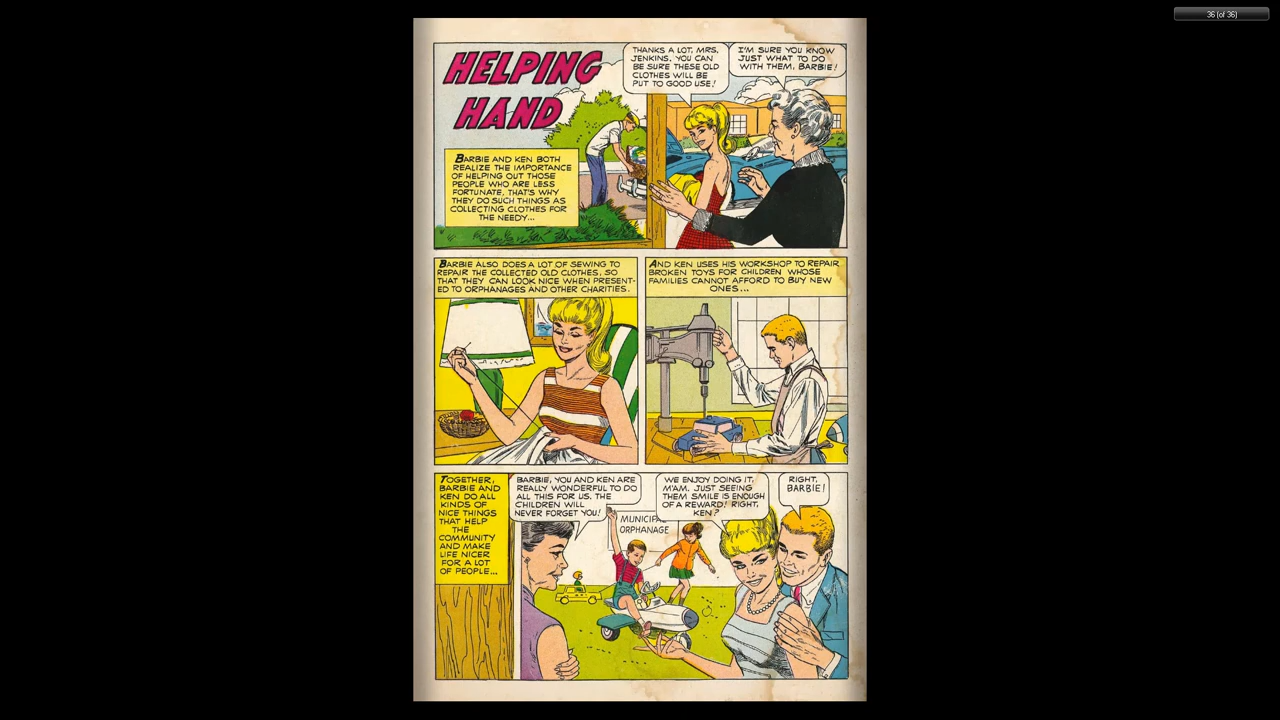 36 (of 36)
HELPING
HAND
BARBIE AND KEN BOTH
REALIZE THE IMPORTANCE
OF HELPING OUT THOSE
PEOPLE WHO ARE LESS
FORTUNATE, THAT'S WHY
THEY DO SUCH THINGS AS
COLLECTING CLOTHES FOR
THE NEEDY...
THANKS A LOT, MRS.
JENKINS. YOU CAN
BE SURE THESE OLD
CLOTHES WILL BE
PUT TO GOOD USE!
I'M SURE YOU KNOW
JUST WHAT TO DO
WITH THEM, BARBIE!
BARBIE ALSO DOES A LOT OF SEWING TO
REPAIR THE COLLECTED OLD CLOTHES, SO
THAT THEY CAN LOOK NICE WHEN PRESENT-
ED TO ORPHANAGES AND OTHER CHARITIES.
AND KEN USES HIS WORKSHOP TO REPAIR
BROKEN TOYS FOR CHILDREN WHOSE
FAMILIES CANNOT AFFORD TO BUY NEW
ONES...
TOGETHER,
BARBIE AND
KEN DO ALL
KINDS OF
NICE THINGS
THAT HELP
THE
COMMUNITY
AND MAKE
LIFE NICER
FOR A LOT
OF PEOPLE...
BARBIE, YOU AND KEN ARE
REALLY WONDERFUL TO DO
ALL THIS FOR US. THE
CHILDREN WILL
NEVER FORGET YOU!
MUNICIPAL
ORPHANAGE
WE ENJOY DOING IT,
M'AM. JUST SEEING
THEM SMILE IS ENOUGH
OF A REWARD! RIGHT,
KEN?
RIGHT,
BARBIE!